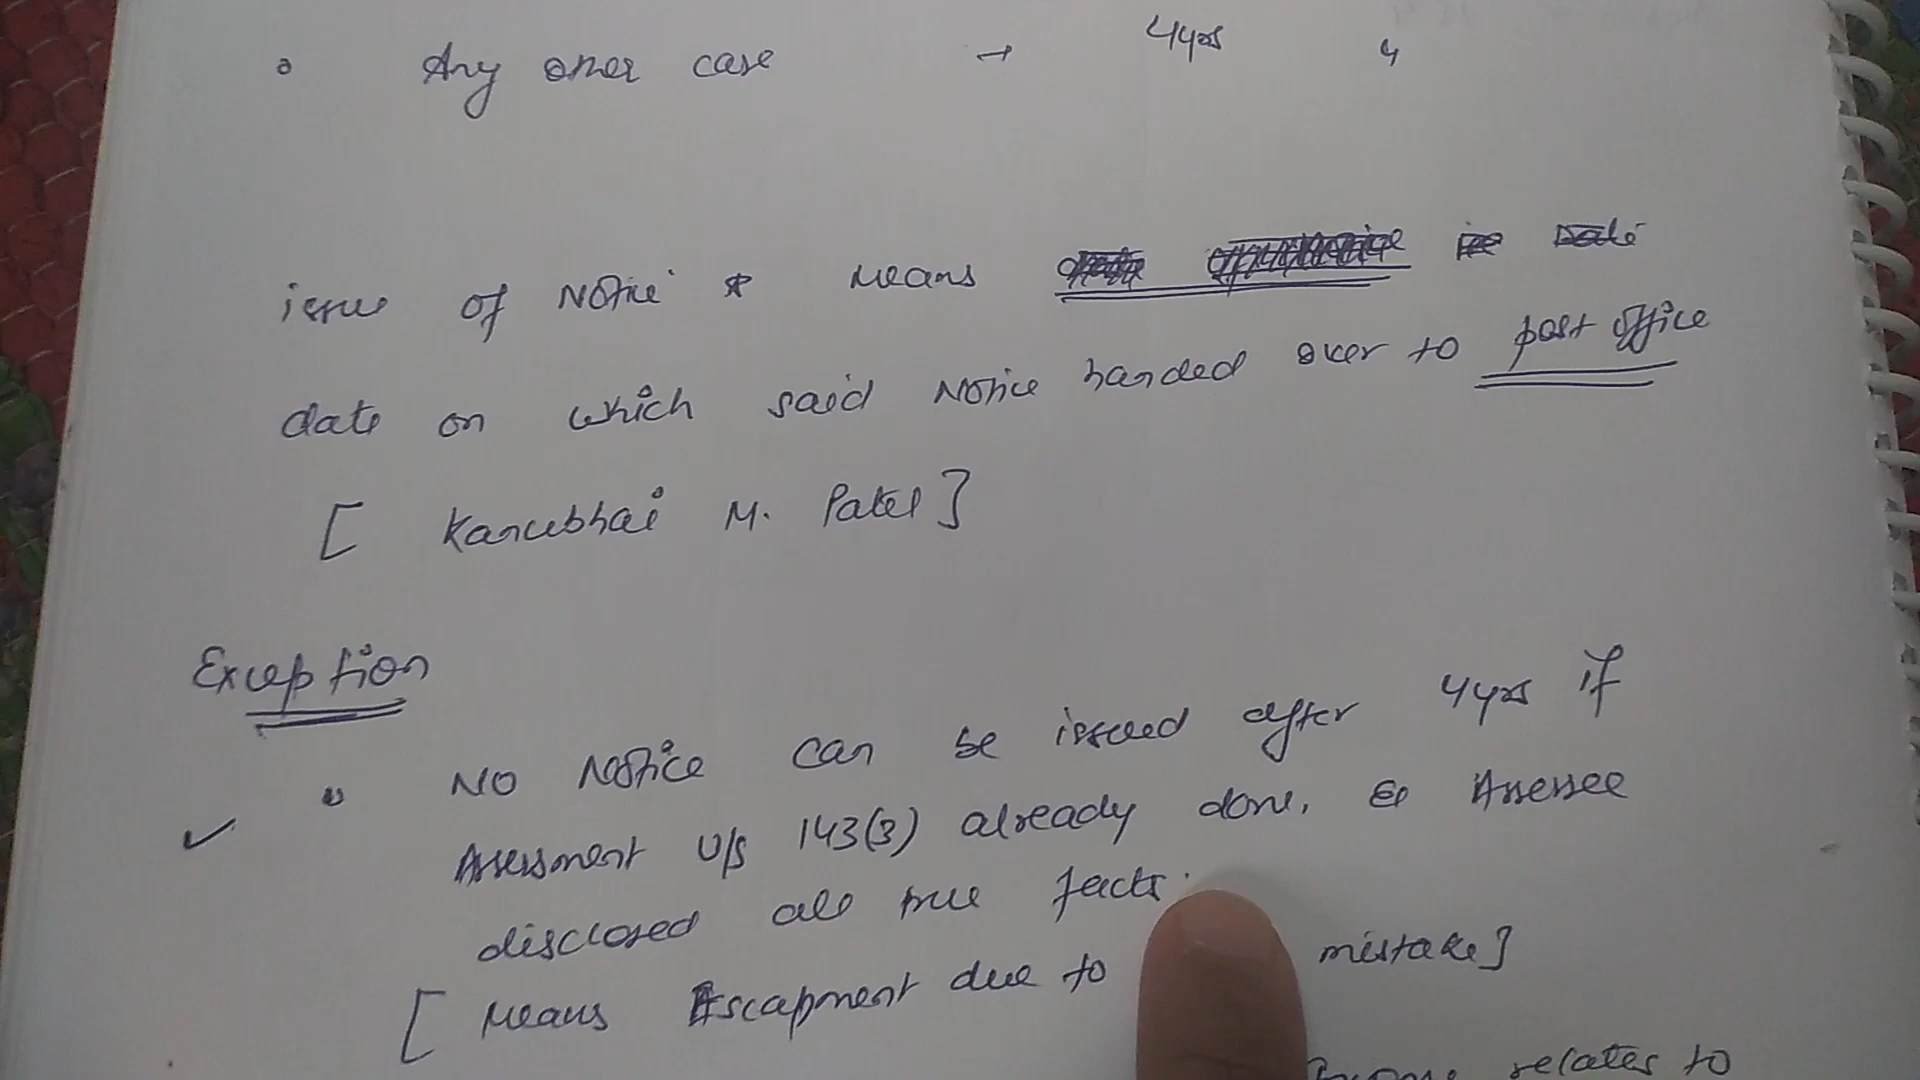 Any other case → 4yrs "
issue of Notice * means
date on which said Notice handed over to post office
[ Kanubhai M. Patel ]
Exception
No Notice can be issued after 4yrs if
Assessment u/s 143(3) already done, & Assessee
disclosed all true facts.
[ Means Escapment due to mistake]
relates to